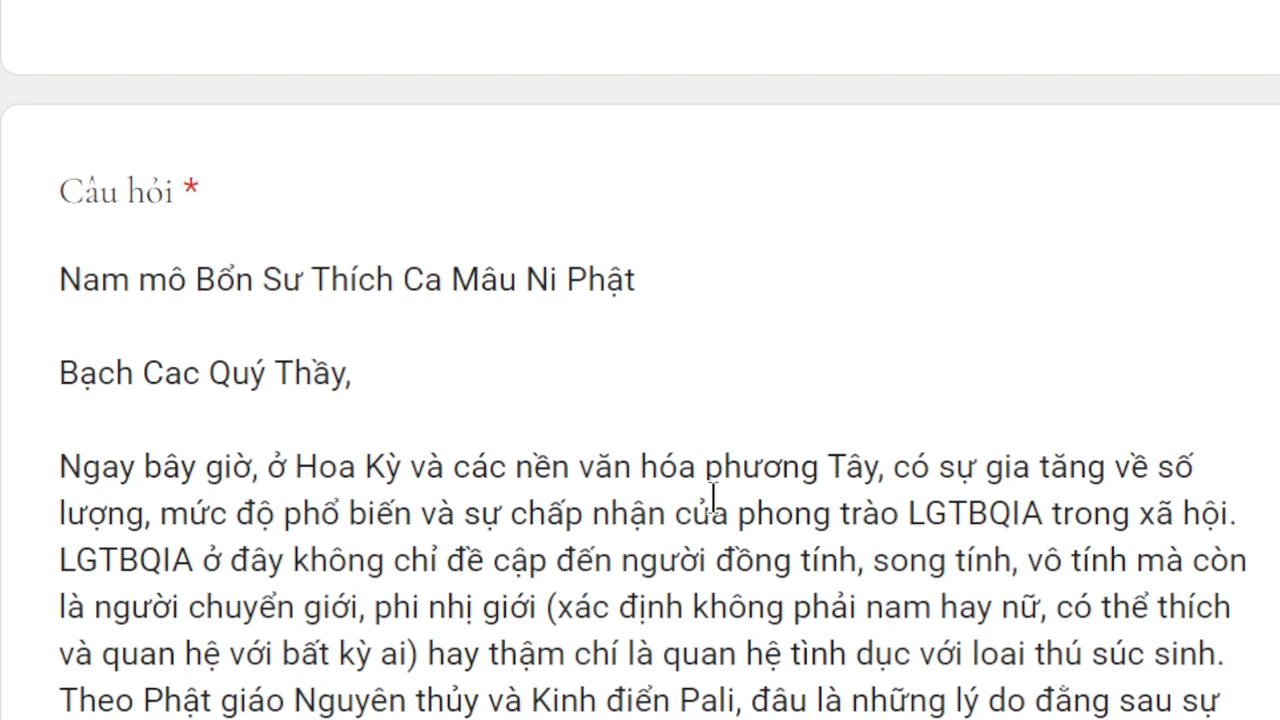 Câu hỏi *
Nam mô Bổn Sư Thích Ca Mâu Ni Phật
Bạch Cac Quý Thầy,
Ngay bây giờ, ở Hoa Kỳ và các nền văn hóa phương Tây, có sự gia tăng về số
lượng, mức độ phổ biến và sự chấp nhận của phong trào LGTBQIA trong xã hội.
LGTBQIA ở đây không chỉ đề cập đến người đồng tính, song tính, vô tính mà còn
là người chuyển giới, phi nhị giới (xác định không phải nam hay nữ, có thể thích
và quan hệ với bất kỳ ai) hay thậm chí là quan hệ tình dục với loai thú súc sinh.
Theo Phật giáo Nguyên thủy và Kinh điển Pali, đâu là những lý do đằng sau sự